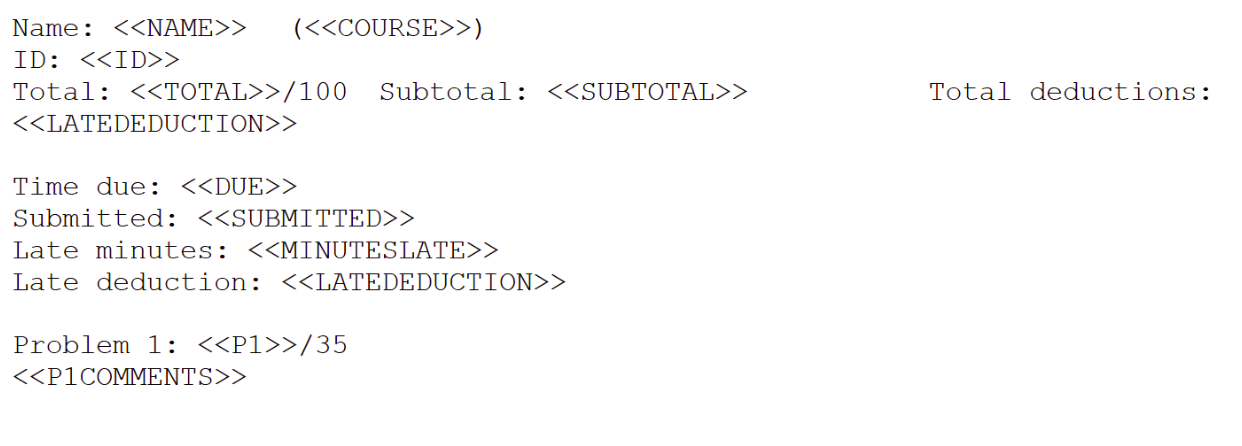 Name: <<NAME>> (<<COURSE>>)
ID: <<ID>>
Total: <<TOTAL>>/100 Subtotal: <<SUBTOTAL>> Total deductions:
<<LATEDEDUCTION>>
Time due: <<DUE>>
Submitted: <<SUBMITTED>>
Late minutes: <<MINUTESLATE>>
Late deduction: <<LATEDEDUCTION>>
Problem 1: <<P1>>/35
<<P1COMMENTS>>